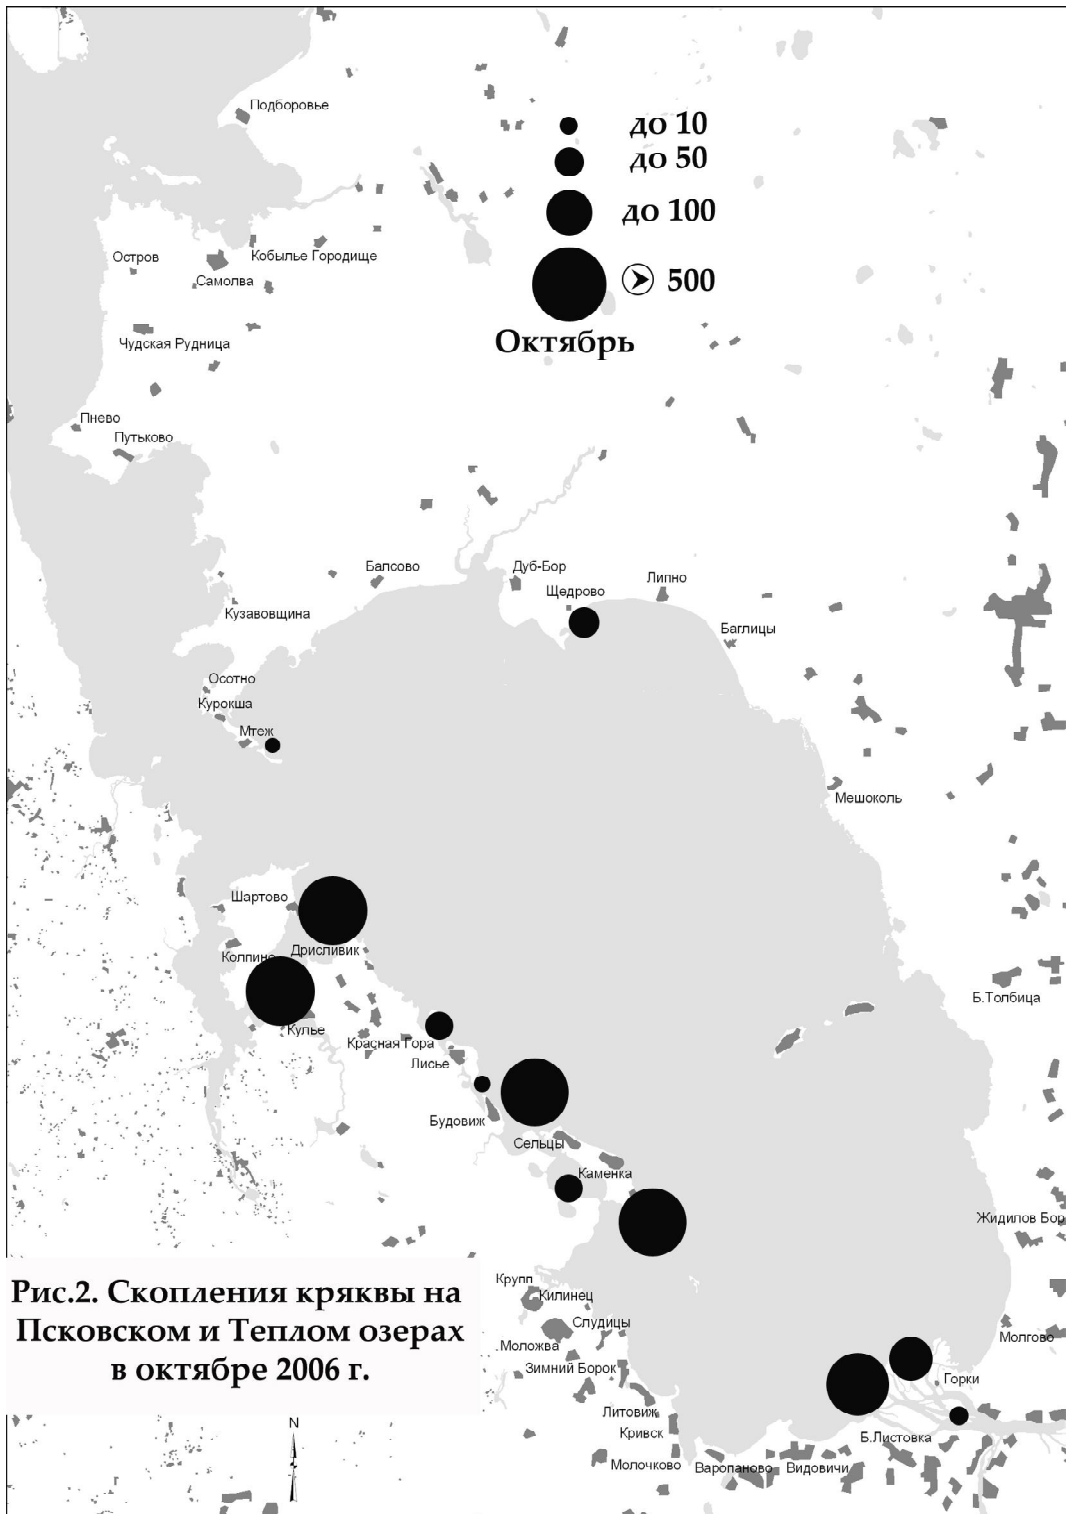 Подборовье
до 10
до 50
до 100
500
Октябрь
Остров
Кобылье Городище
Самолва
Чудская Рудница
Пнево
Путьково
Балсово
Дуб-Бор
Щедрово
Липно
Кузавовщина
Баглицы
Осотно
Курокша
Мтеж
Мешоколь
Шартово
Дрисливик
Колпино
Б.Толбица
Кулье
Красная Гора
Лисье
Будовиж
Сельцы
Каменка
Жидилов Бор
Рис.2. Скопления кряквы на
Псковском и Теплом озерах
в октябре 2006 г.
Крупп
Килинец
Слудицы
Моложва
Зимний Борок
Молгово
Горки
Литовиж
Кривск
Б.Листовка
Молочково
Варопаново
Видовичи
N